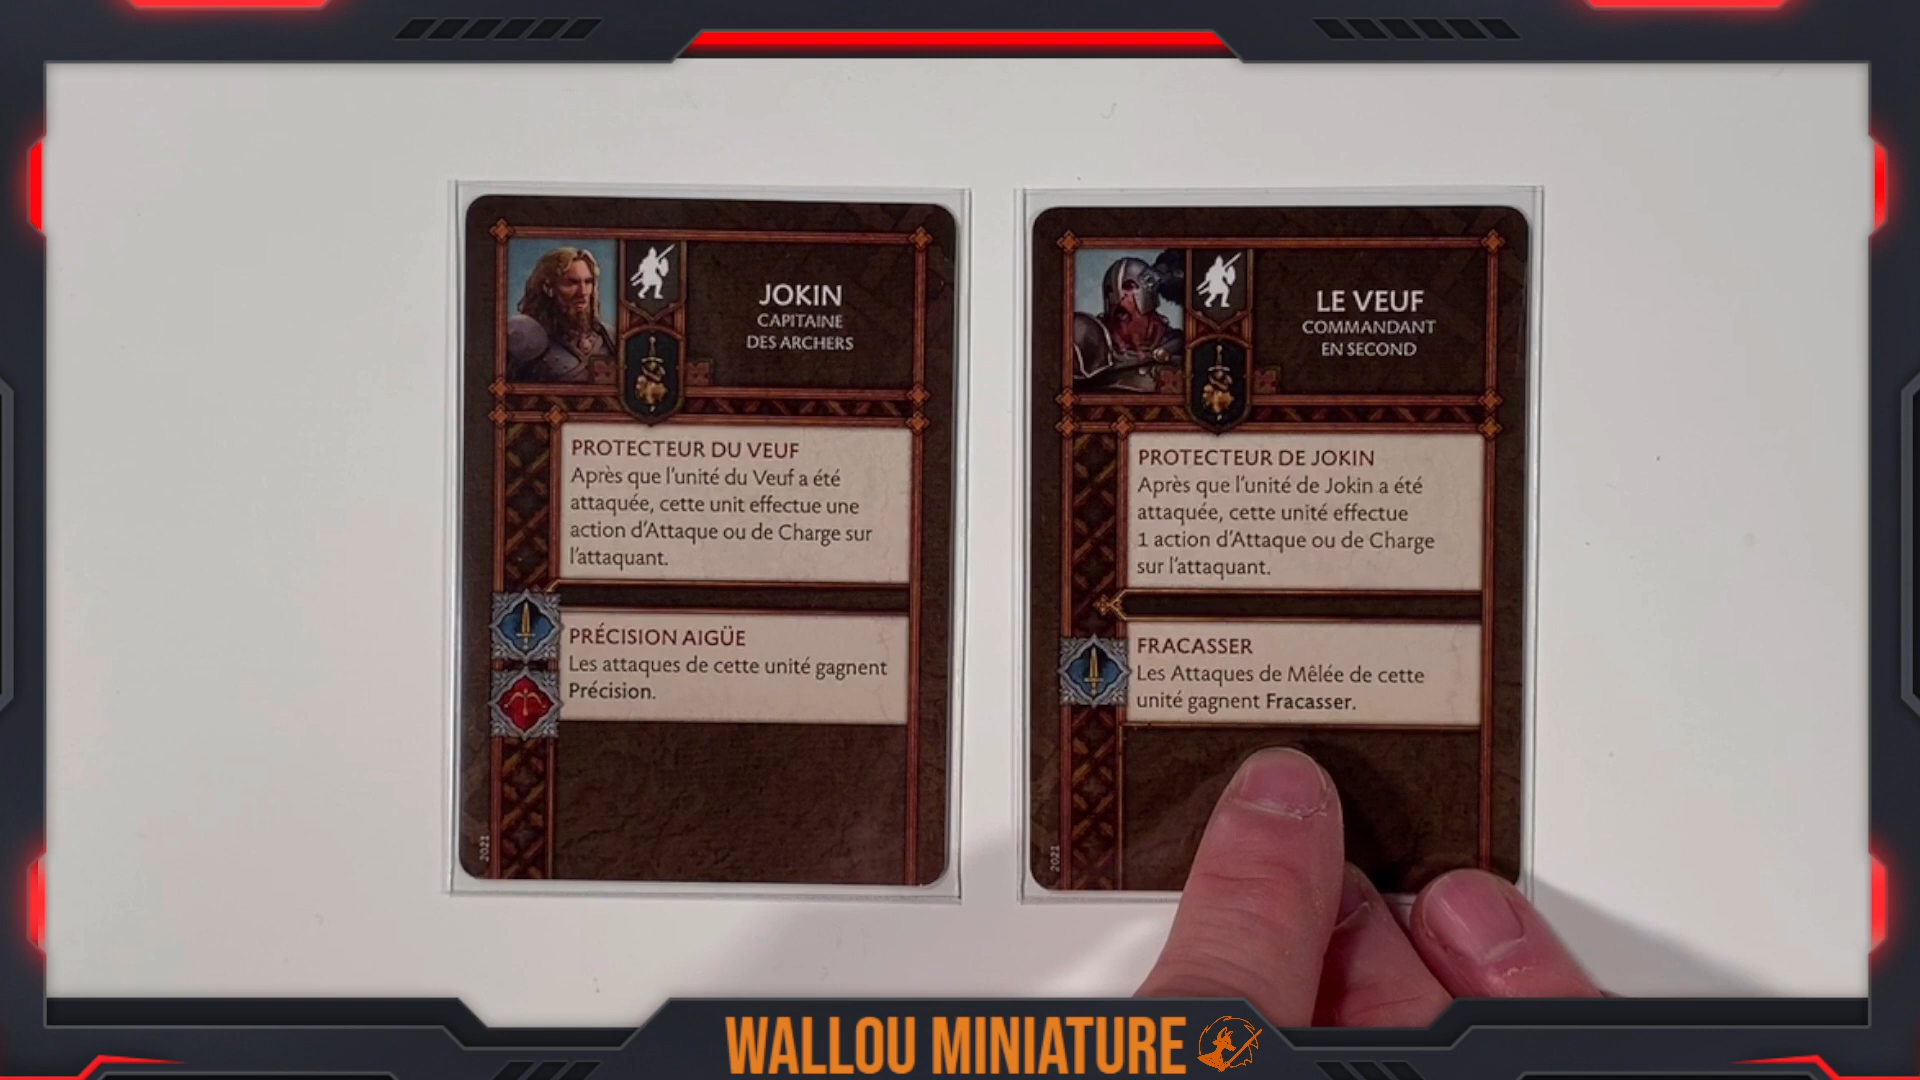 JOKIN
CAPITAINE
DES ARCHERS
PROTECTEUR DU VEUF
Après que l'unité du Veuf a été
attaquée, cette unit effectue une
action d'Attaque ou de Charge sur
l'attaquant.
PRÉCISION AIGÜE
Les attaques de cette unité gagnent
Précision.
2021
LE VEUF
COMMANDANT
EN SECOND
PROTECTEUR DE JOKIN
Après que l'unité de Jokin a été
attaquée, cette unité effectue
1 action d'Attaque ou de Charge
sur l'attaquant.
FRACASSER
Les Attaques de Mêlée de cette
unité gagnent Fracasser.
2021
WALLOU MINIATURE